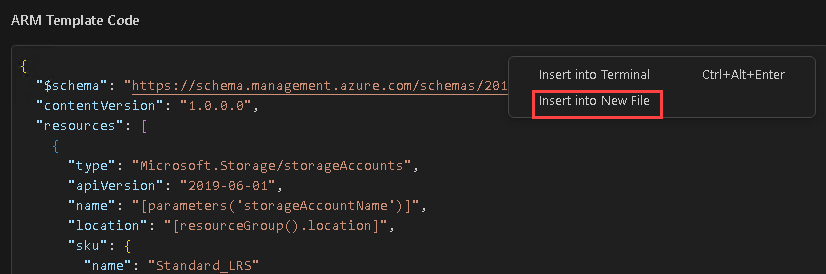 ARM Template Code
{
"$schema": "https://schema.management.azure.com/schemas/201
Insert into Terminal Ctrl+Alt+Enter
"contentVersion": "1.0.0.0",
Insert into New File
"resources": [
{
"type": "Microsoft.Storage/storageAccounts",
"apiVersion": "2019-06-01",
"name": "[parameters('storageAccountName')]",
"location": "[resourceGroup().location]",
"sku": {
"name": "Standard_LRS"